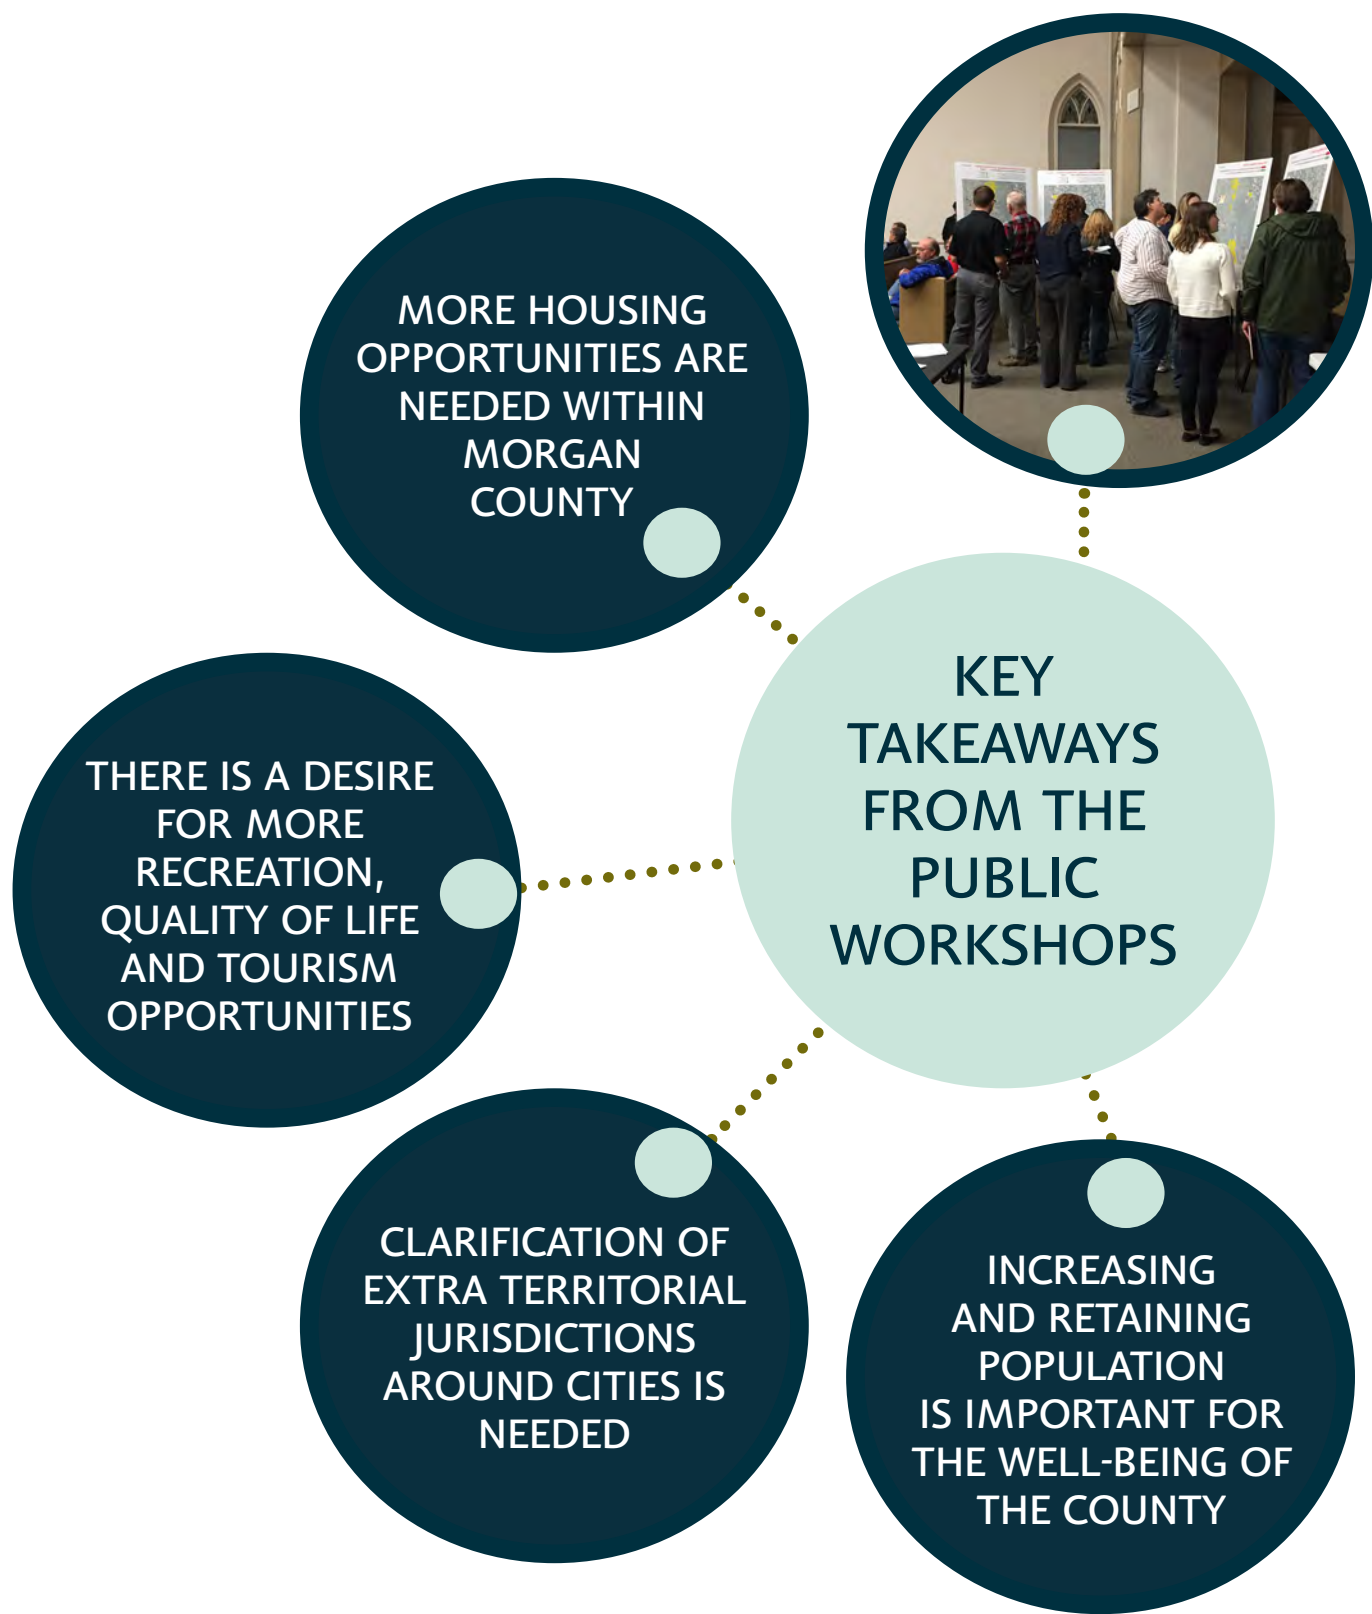 MORE HOUSING
OPPORTUNITIES ARE
NEEDED WITHIN
MORGAN
COUNTY
KEY
TAKEAWAYS
FROM THE
PUBLIC
WORKSHOPS
THERE IS A DESIRE
FOR MORE
RECREATION,
QUALITY OF LIFE
AND TOURISM
OPPORTUNITIES
CLARIFICATION OF
EXTRA TERRITORIAL
JURISDICTIONS
AROUND CITIES IS
NEEDED
INCREASING
AND RETAINING
POPULATION
IS IMPORTANT FOR
THE WELL-BEING OF
THE COUNTY